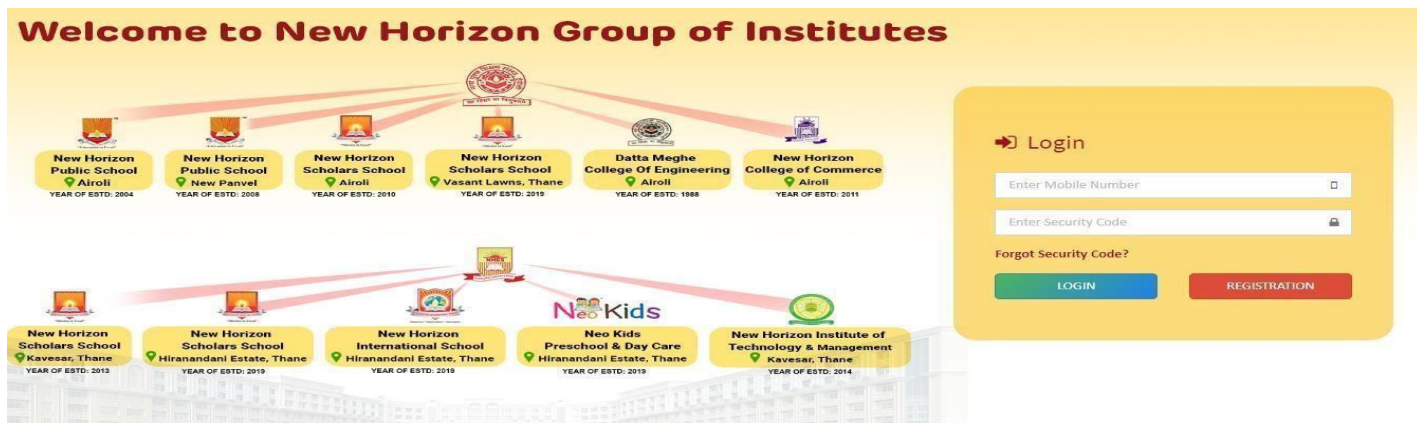 Welcome to New Horizon Group of Institutes
New Horizon
Public School
Airoli
YEAR OF ESTD: 2004
New Horizon
Public School
New Panvel
YEAR OF ESTD: 2008
New Horizon
Scholars School
Airoli
YEAR OF ESTD: 2010
New Horizon
Scholars School
Vasant Lawns, Thane
YEAR OF ESTD: 2019
Datta Meghe
College Of Engineering
Airoli
YEAR OF ESTD: 1988
New Horizon
College of Commerce
Airoli
YEAR OF ESTD: 2011
NHES
New Horizon
Scholars School
Kavesar, Thane
YEAR OF ESTD: 2013
New Horizon
Scholars School
Hiranandani Estate, Thane
YEAR OF ESTD: 2019
New Horizon
International School
Hiranandani Estate, Thane
YEAR OF ESTD: 2019
Neo Kids
Neo Kids
Preschool & Day Care
Hiranandani Estate, Thane
YEAR OF ESTD: 2019
New Horizon Institute of
Technology & Management
Kavesar, Thane
YEAR OF ESTD: 2014
Login
Enter Mobile Number
Enter Security Code
Forgot Security Code?
LOGIN
REGISTRATION